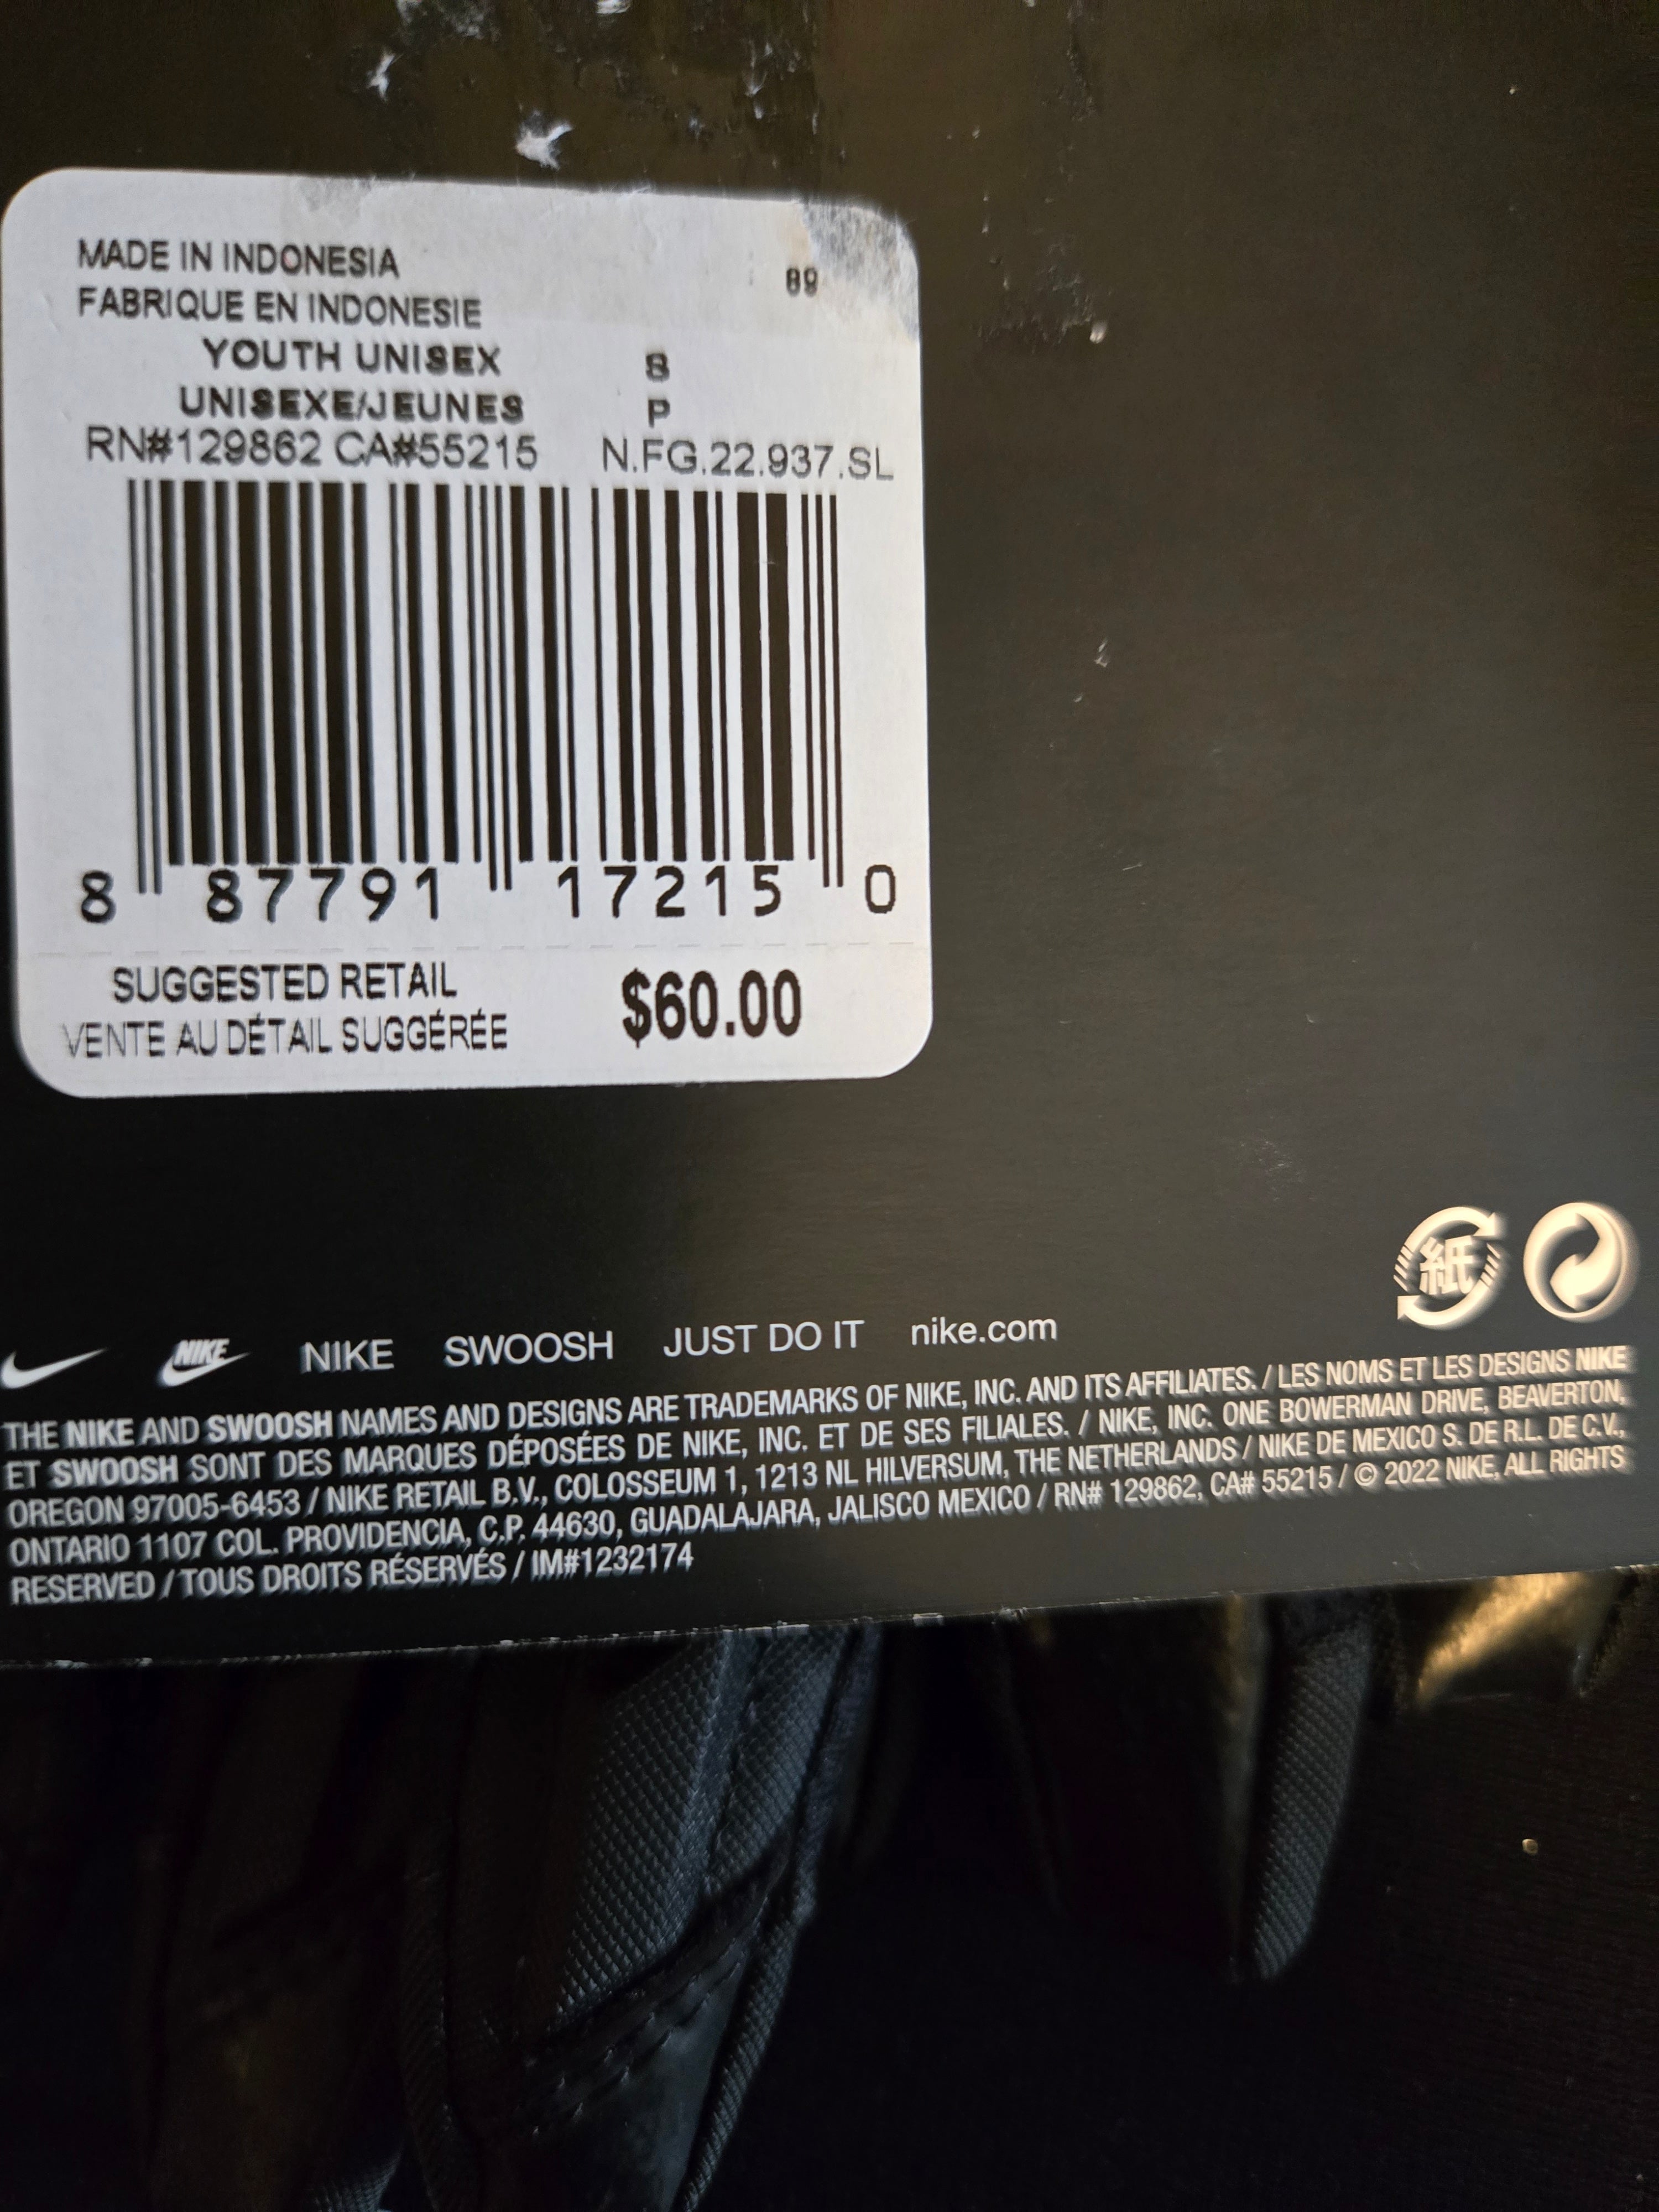 MADE IN INDONESIA
89
FABRIQUE EN INDONESIE
YOUTH UNISEX S
UNISEXE/JEUNES P
RN#129862 CA#55215 N.FG.22.937.SL
8 87791 17215 0
SUGGESTED RETAIL
VENTE AU DÉTAIL SUGGÉRÉE
$60.00
紙
NIKE NIKE SWOOSH JUST DO IT nike.com
THE NIKE AND SWOOSH NAMES AND DESIGNS ARE TRADEMARKS OF NIKE, INC. AND ITS AFFILIATES. / LES NOMS ET LES DESIGNS NIKE
ET SWOOSH SONT DES MARQUES DÉPOSÉES DE NIKE, INC. ET DE SES FILIALES. / NIKE, INC. ONE BOWERMAN DRIVE, BEAVERTON,
OREGON 97005-6453 / NIKE RETAIL B.V., COLOSSEUM 1, 1213 NL HILVERSUM, THE NETHERLANDS / NIKE DE MEXICO S. DE R.L. DE C.V.,
ONTARIO 1107 COL. PROVIDENCIA, C.P. 44630, GUADALAJARA, JALISCO MEXICO / RN# 129862, CA# 55215 / © 2022 NIKE, ALL RIGHTS
RESERVED / TOUS DROITS RÉSERVÉS / IM#1232174